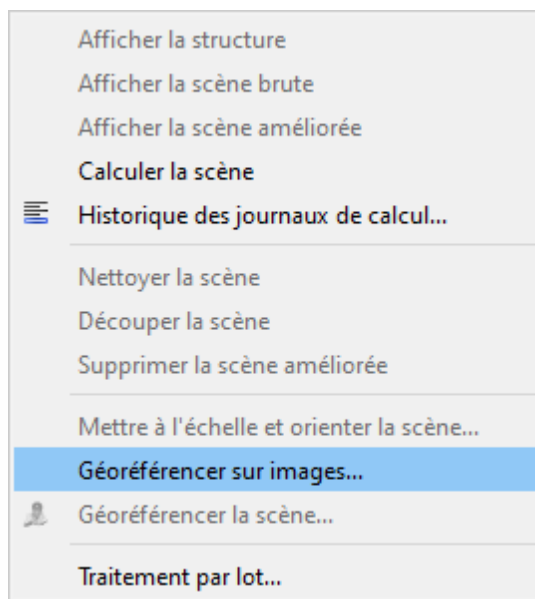 Afficher la structure
Afficher la scène brute
Afficher la scène améliorée
Calculer la scène
Historique des journaux de calcul...
Nettoyer la scène
Découper la scène
Supprimer la scène améliorée
Mettre à l'échelle et orienter la scène...
Géoréférencer sur images...
Géoréférencer la scène...
Traitement par lot...